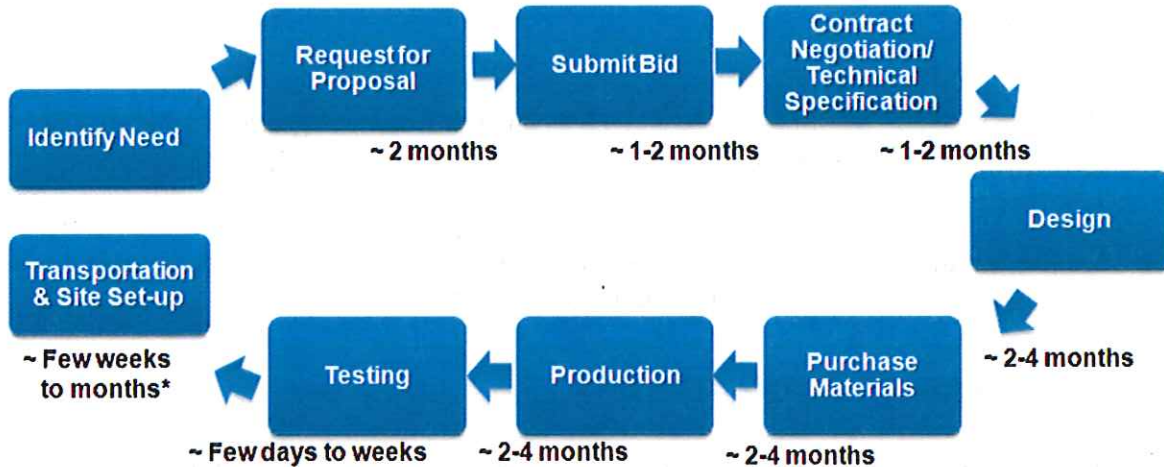 Identify Need
Request for
Proposal
~ 2 months
Submit Bid
~ 1-2 months
Contract
Negotiation/
Technical
Specification
~ 1-2 months
Design
~ 2-4 months
Purchase
Materials
~ 2-4 months
Production
~ 2-4 months
Testing
~ Few days to weeks
Transportation
& Site Set-up
~ Few weeks
to months*